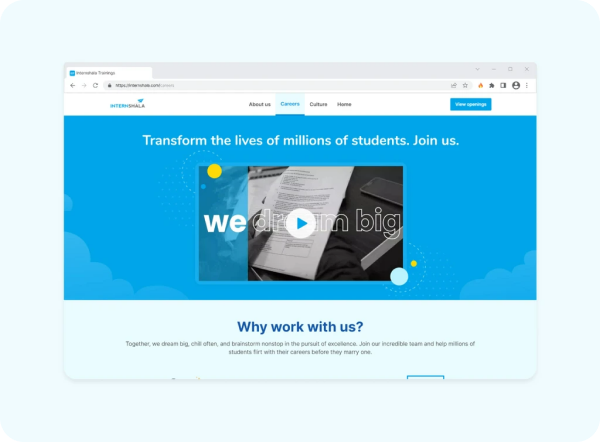 Internshala Trainings
https://internshala.com/careers
INTERNSHALA
About us
Careers
Culture
Home
View openings
Transform the lives of millions of students. Join us.
we dream big
Why work with us?
Together, we dream big, chill often, and brainstorm nonstop in the pursuit of excellence. Join our incredible team and help millions of
students flirt with their careers before they marry one.